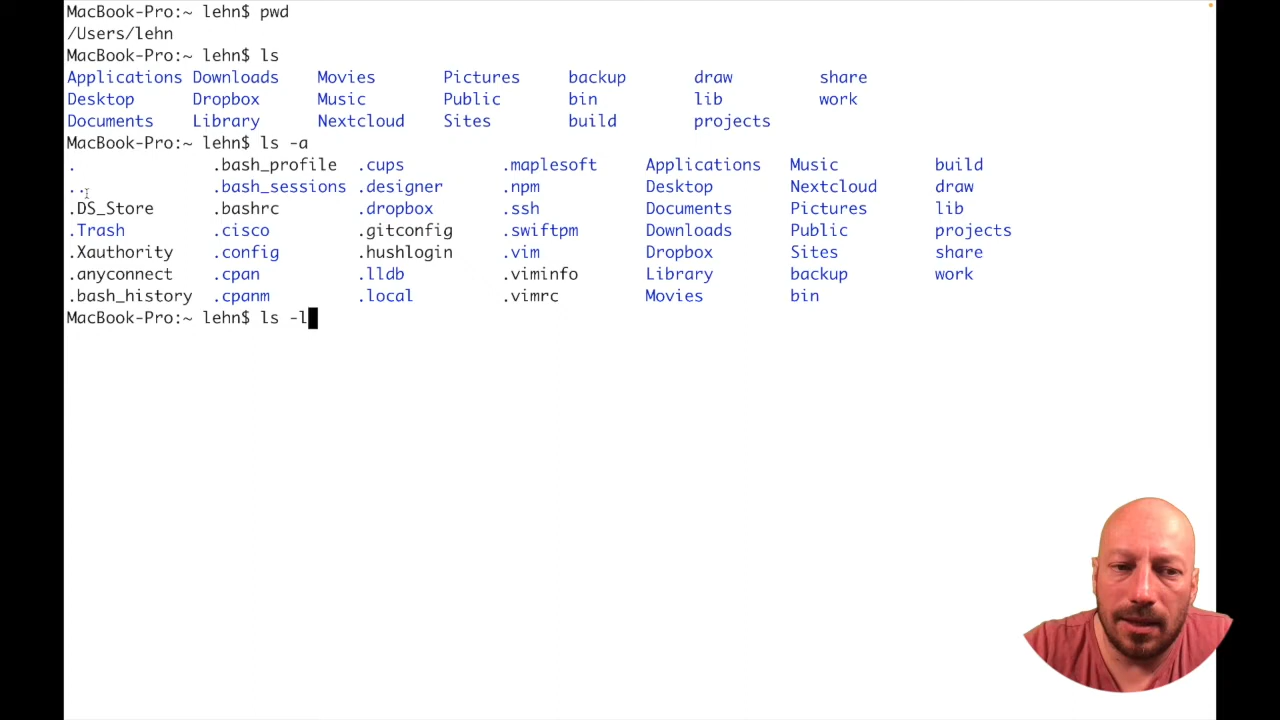 MacBook-Pro:~ lehn$ pwd
/Users/lehn
MacBook-Pro:~ lehn$ ls
Applications Downloads Movies Pictures backup draw share
Desktop Dropbox Music Public bin lib work
Documents Library Nextcloud Sites build projects
MacBook-Pro:~ lehn$ ls -a
. .bash_profile .cups .maplesoft Applications Music build
.. .bash_sessions .designer .npm Desktop Nextcloud draw
.DS_Store .bashrc .dropbox .ssh Documents Pictures lib
.Trash .cisco .gitconfig .swiftpm Downloads Public projects
.Xauthority .config .hushlogin .vim Dropbox Sites share
.anyconnect .cpan .lldb .viminfo Library backup work
.bash_history .cpanm .local .vimrc Movies bin
MacBook-Pro:~ lehn$ ls -l